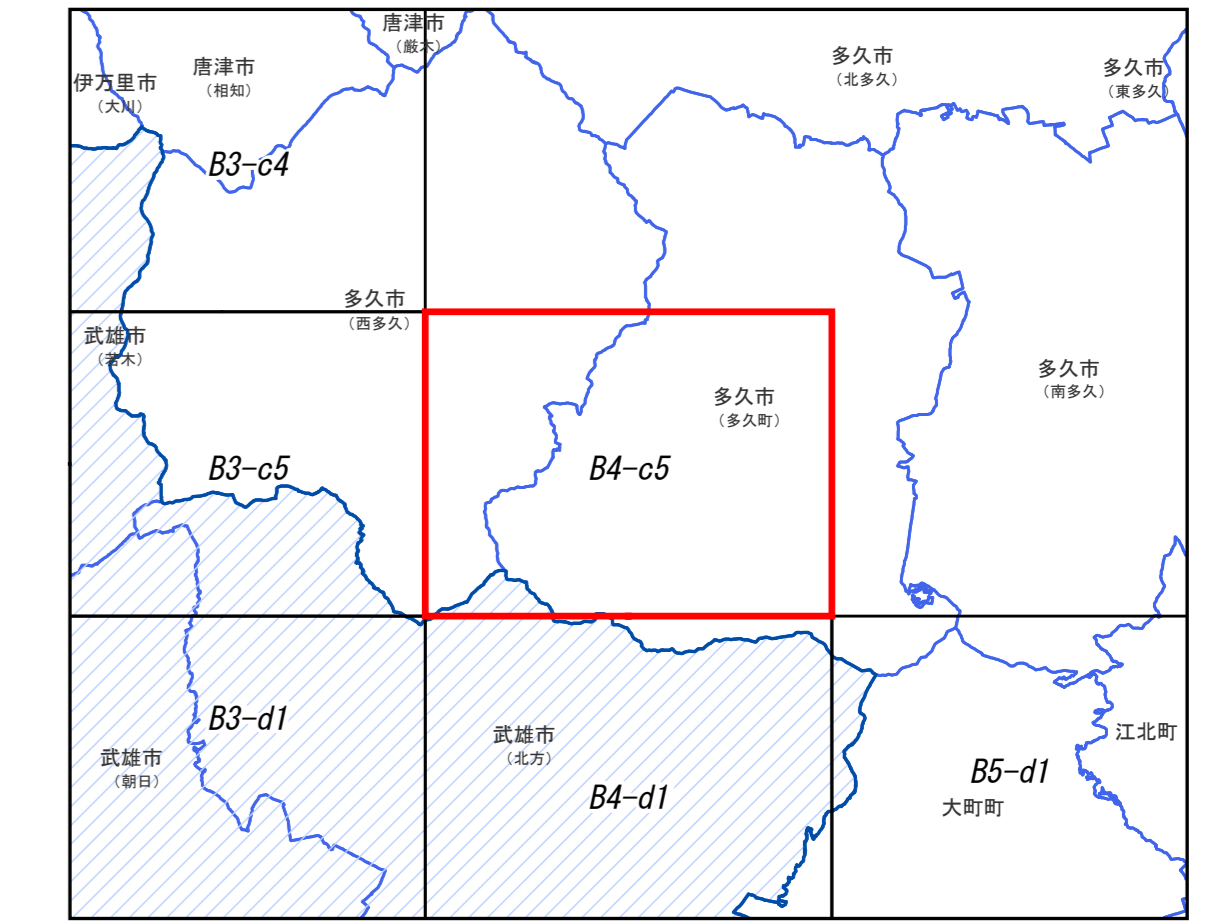 唐津市
（厳木）
伊万里市
（大川）
唐津市
（相知）
多久市
（北多久）
多久市
（東多久）
B3-c4
多久市
（西多久）
武雄市
（若木）
多久市
（多久町）
多久市
（南多久）
B3-c5
B4-c5
B3-d1
武雄市
（朝日）
武雄市
（北方）
B4-d1
江北町
B5-d1
大町町